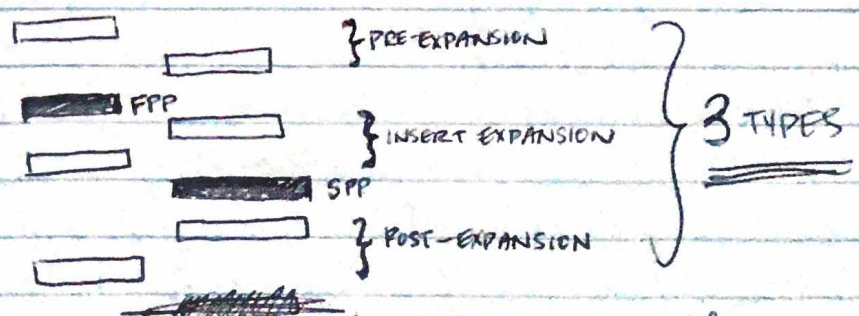 PRE-EXPANSION
FPP
INSERT EXPANSION
3 TYPES
SPP
POST-EXPANSION